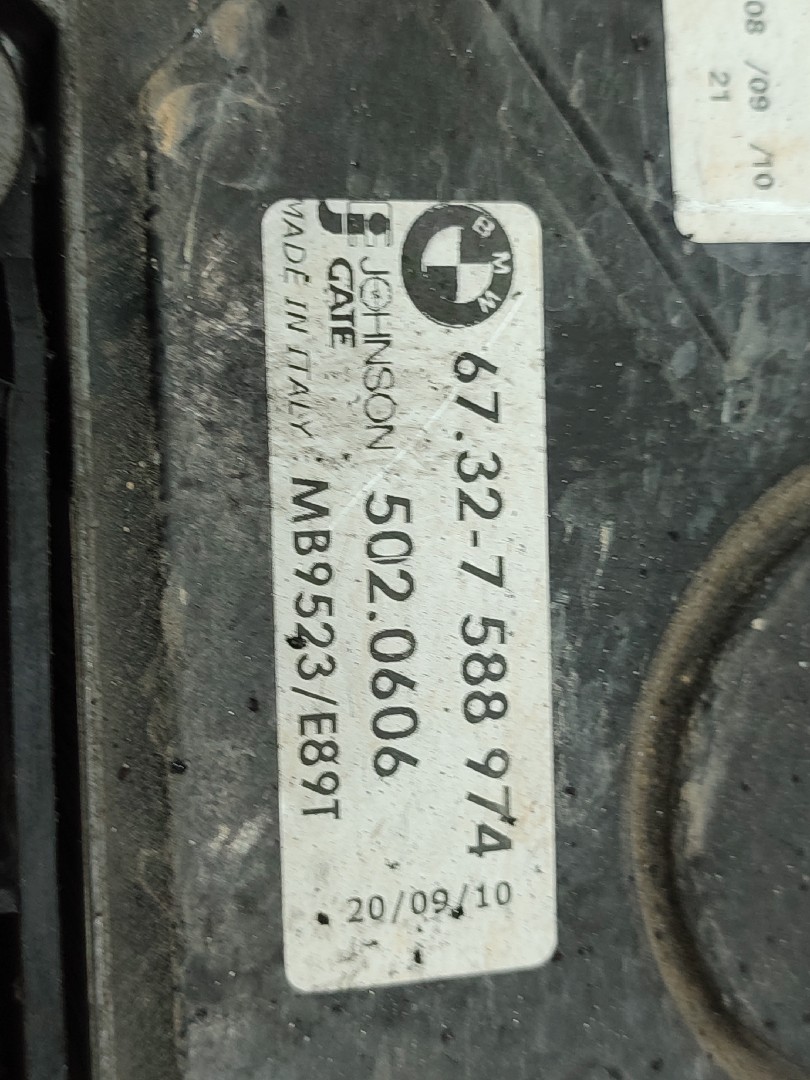 08 /09 /10
21
BMW
67.32-7 588 974
JOHNSON 502.0606
GATE
MADE IN ITALY MB9523/E89T
20/09/10